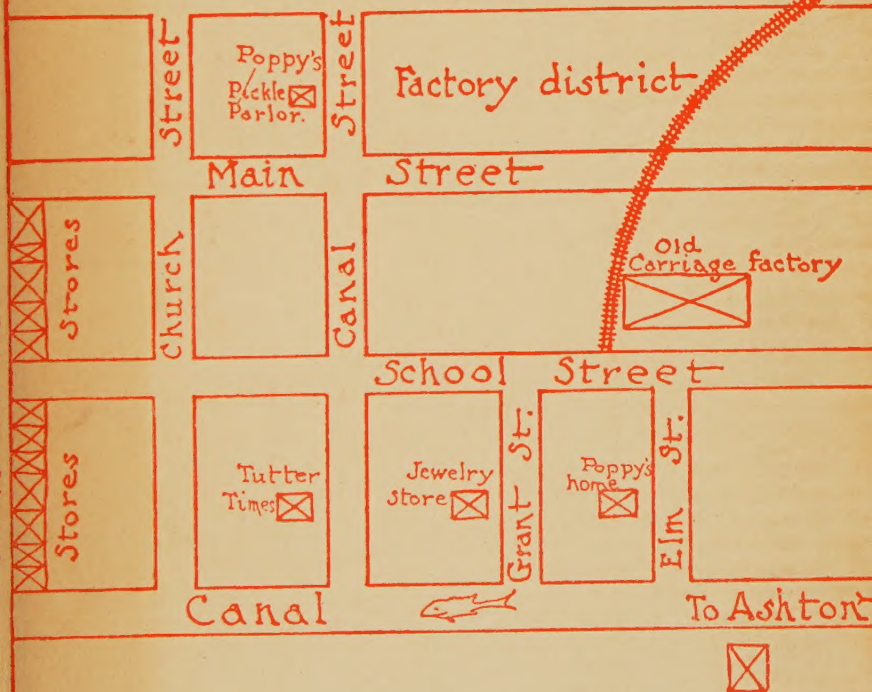 Street
Poppy's
Pickle
Parlor.
Street
Factory district
Main Street
Stores
Church
Canal
Old
Carriage factory
School Street
Stores
Tutter
Times
Jewelry
Store
Grant St.
Poppy's
home
Elm St.
Canal
To Ashton